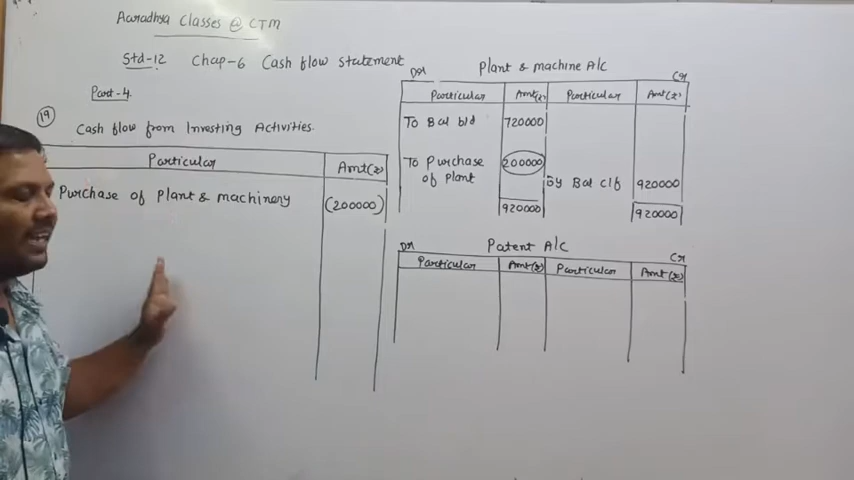 Aaradhya Classes @ CTM
Std-12 Chap-6 Cash flow statement
Part-4
19
Cash flow from Investing Activities.
Particular Amt(₹)
Purchase of Plant & machinery (200000)
Plant & machine A/c
Dr Cr
Particular Amt(₹) Particular Amt(₹)
To Bal b/d 720000
To Purchase of Plant 200000
By Bal c/f 920000
920000 920000
Patent A/c
Dr Cr
Particular Amt(₹) Particular Amt(₹)